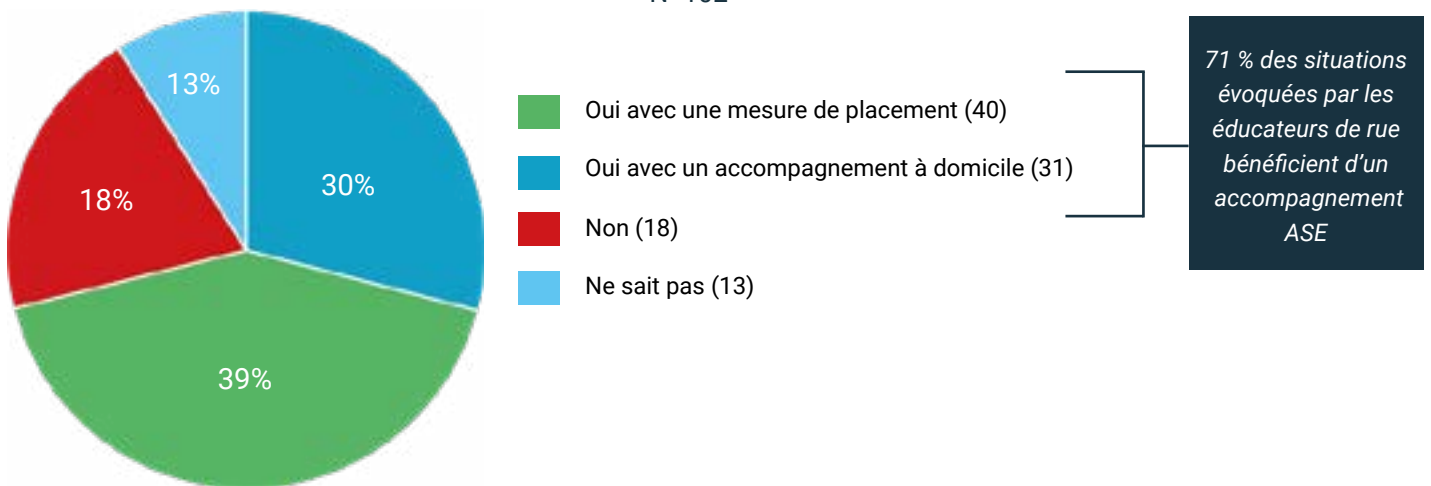 13%
30%
18%
39%
Oui avec une mesure de placement (40)
Oui avec un accompagnement à domicile (31)
Non (18)
Ne sait pas (13)
71 % des situations
évoquées par les
éducateurs de rue
bénéficient d'un
accompagnement
ASE